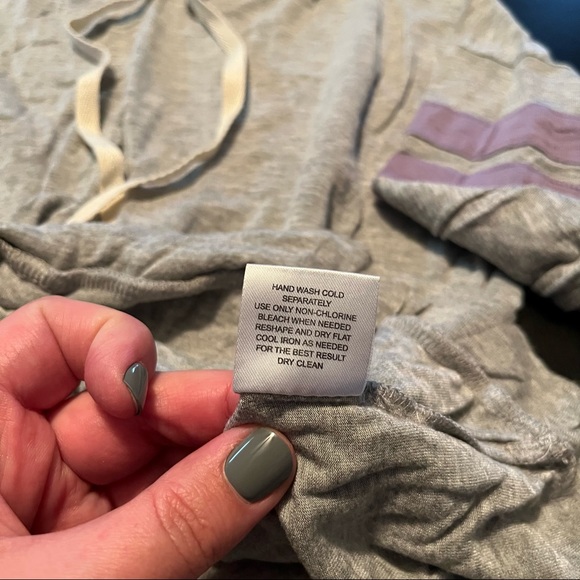 HAND WASH COLD
SEPARATELY
USE ONLY NON-CHLORINE
BLEACH WHEN NEEDED
RESHAPE AND DRY FLAT
COOL IRON AS NEEDED
FOR THE BEST RESULT
DRY CLEAN